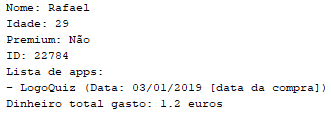 Nome: Rafael
Idade: 29
Premium: Não
ID: 22784
Lista de apps:
- LogoQuiz (Data: 03/01/2019 [data da compra])
Dinheiro total gasto: 1.2 euros